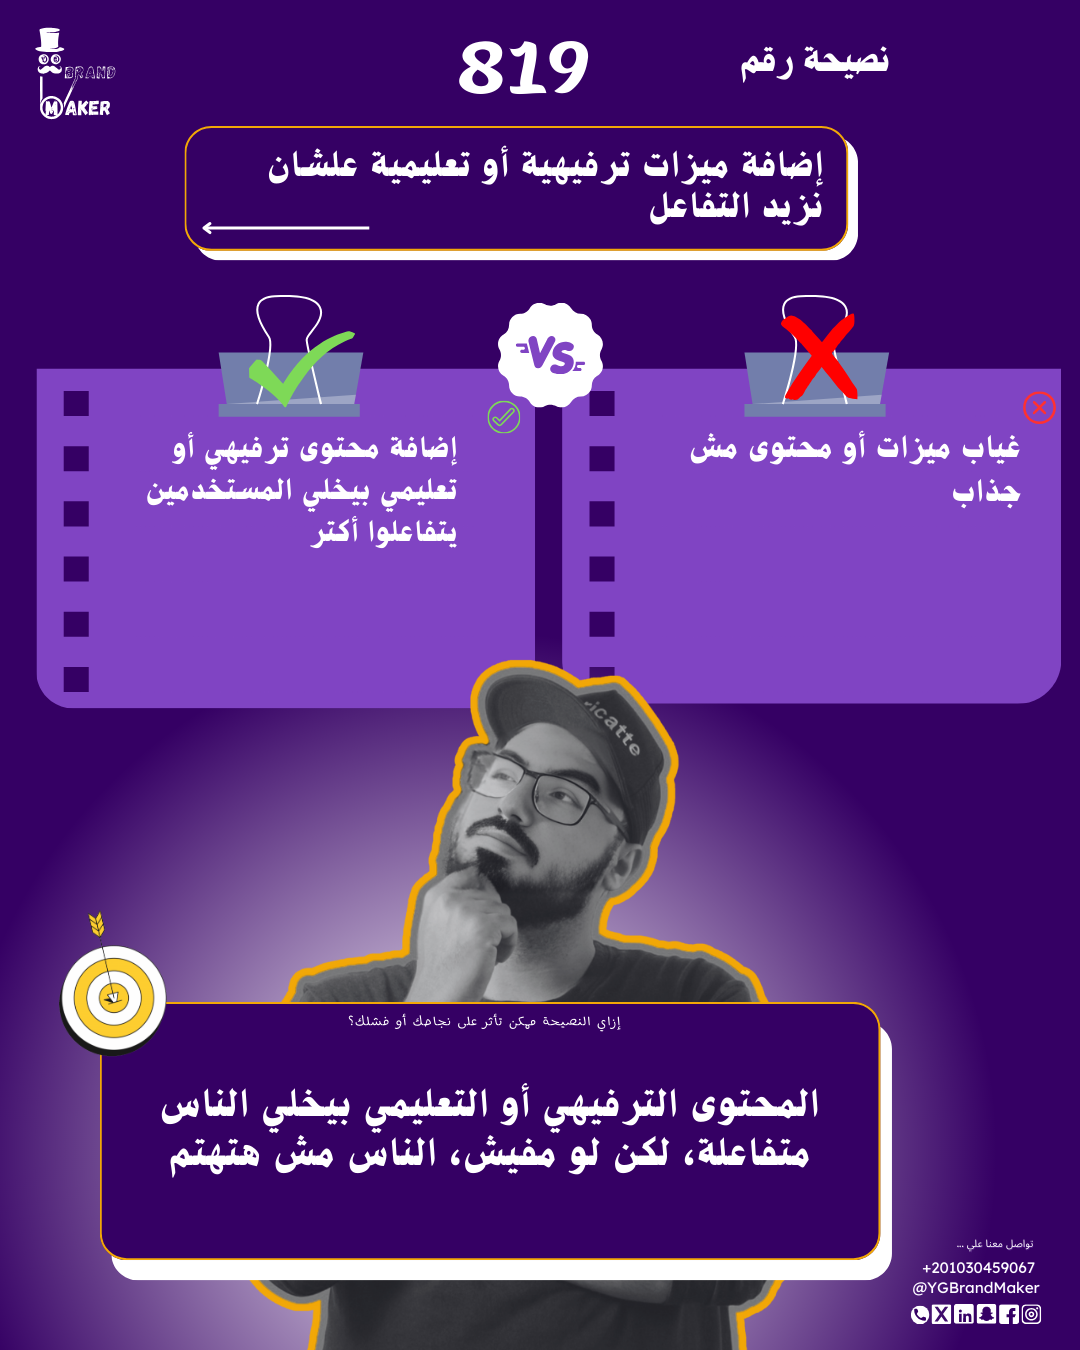 نصيحة رقم
819
BRAND
MAKER
إضافة ميزات ترفيهية أو تعليمية علشان
نزيد التفاعل
VS
غياب ميزات أو محتوى مش
جذاب
إضافة محتوى ترفيهي أو
تعليمي بيخلي المستخدمين
يتفاعلوا أكتر
icatte
إزاي النصيحة ممكن تأثر على نجاحك أو فشلك؟
المحتوى الترفيهي أو التعليمي بيخلي الناس
متفاعلة، لكن لو مفيش، الناس مش هتهتم
تواصل معنا علي ...
+201030459067
@YGBrandMaker